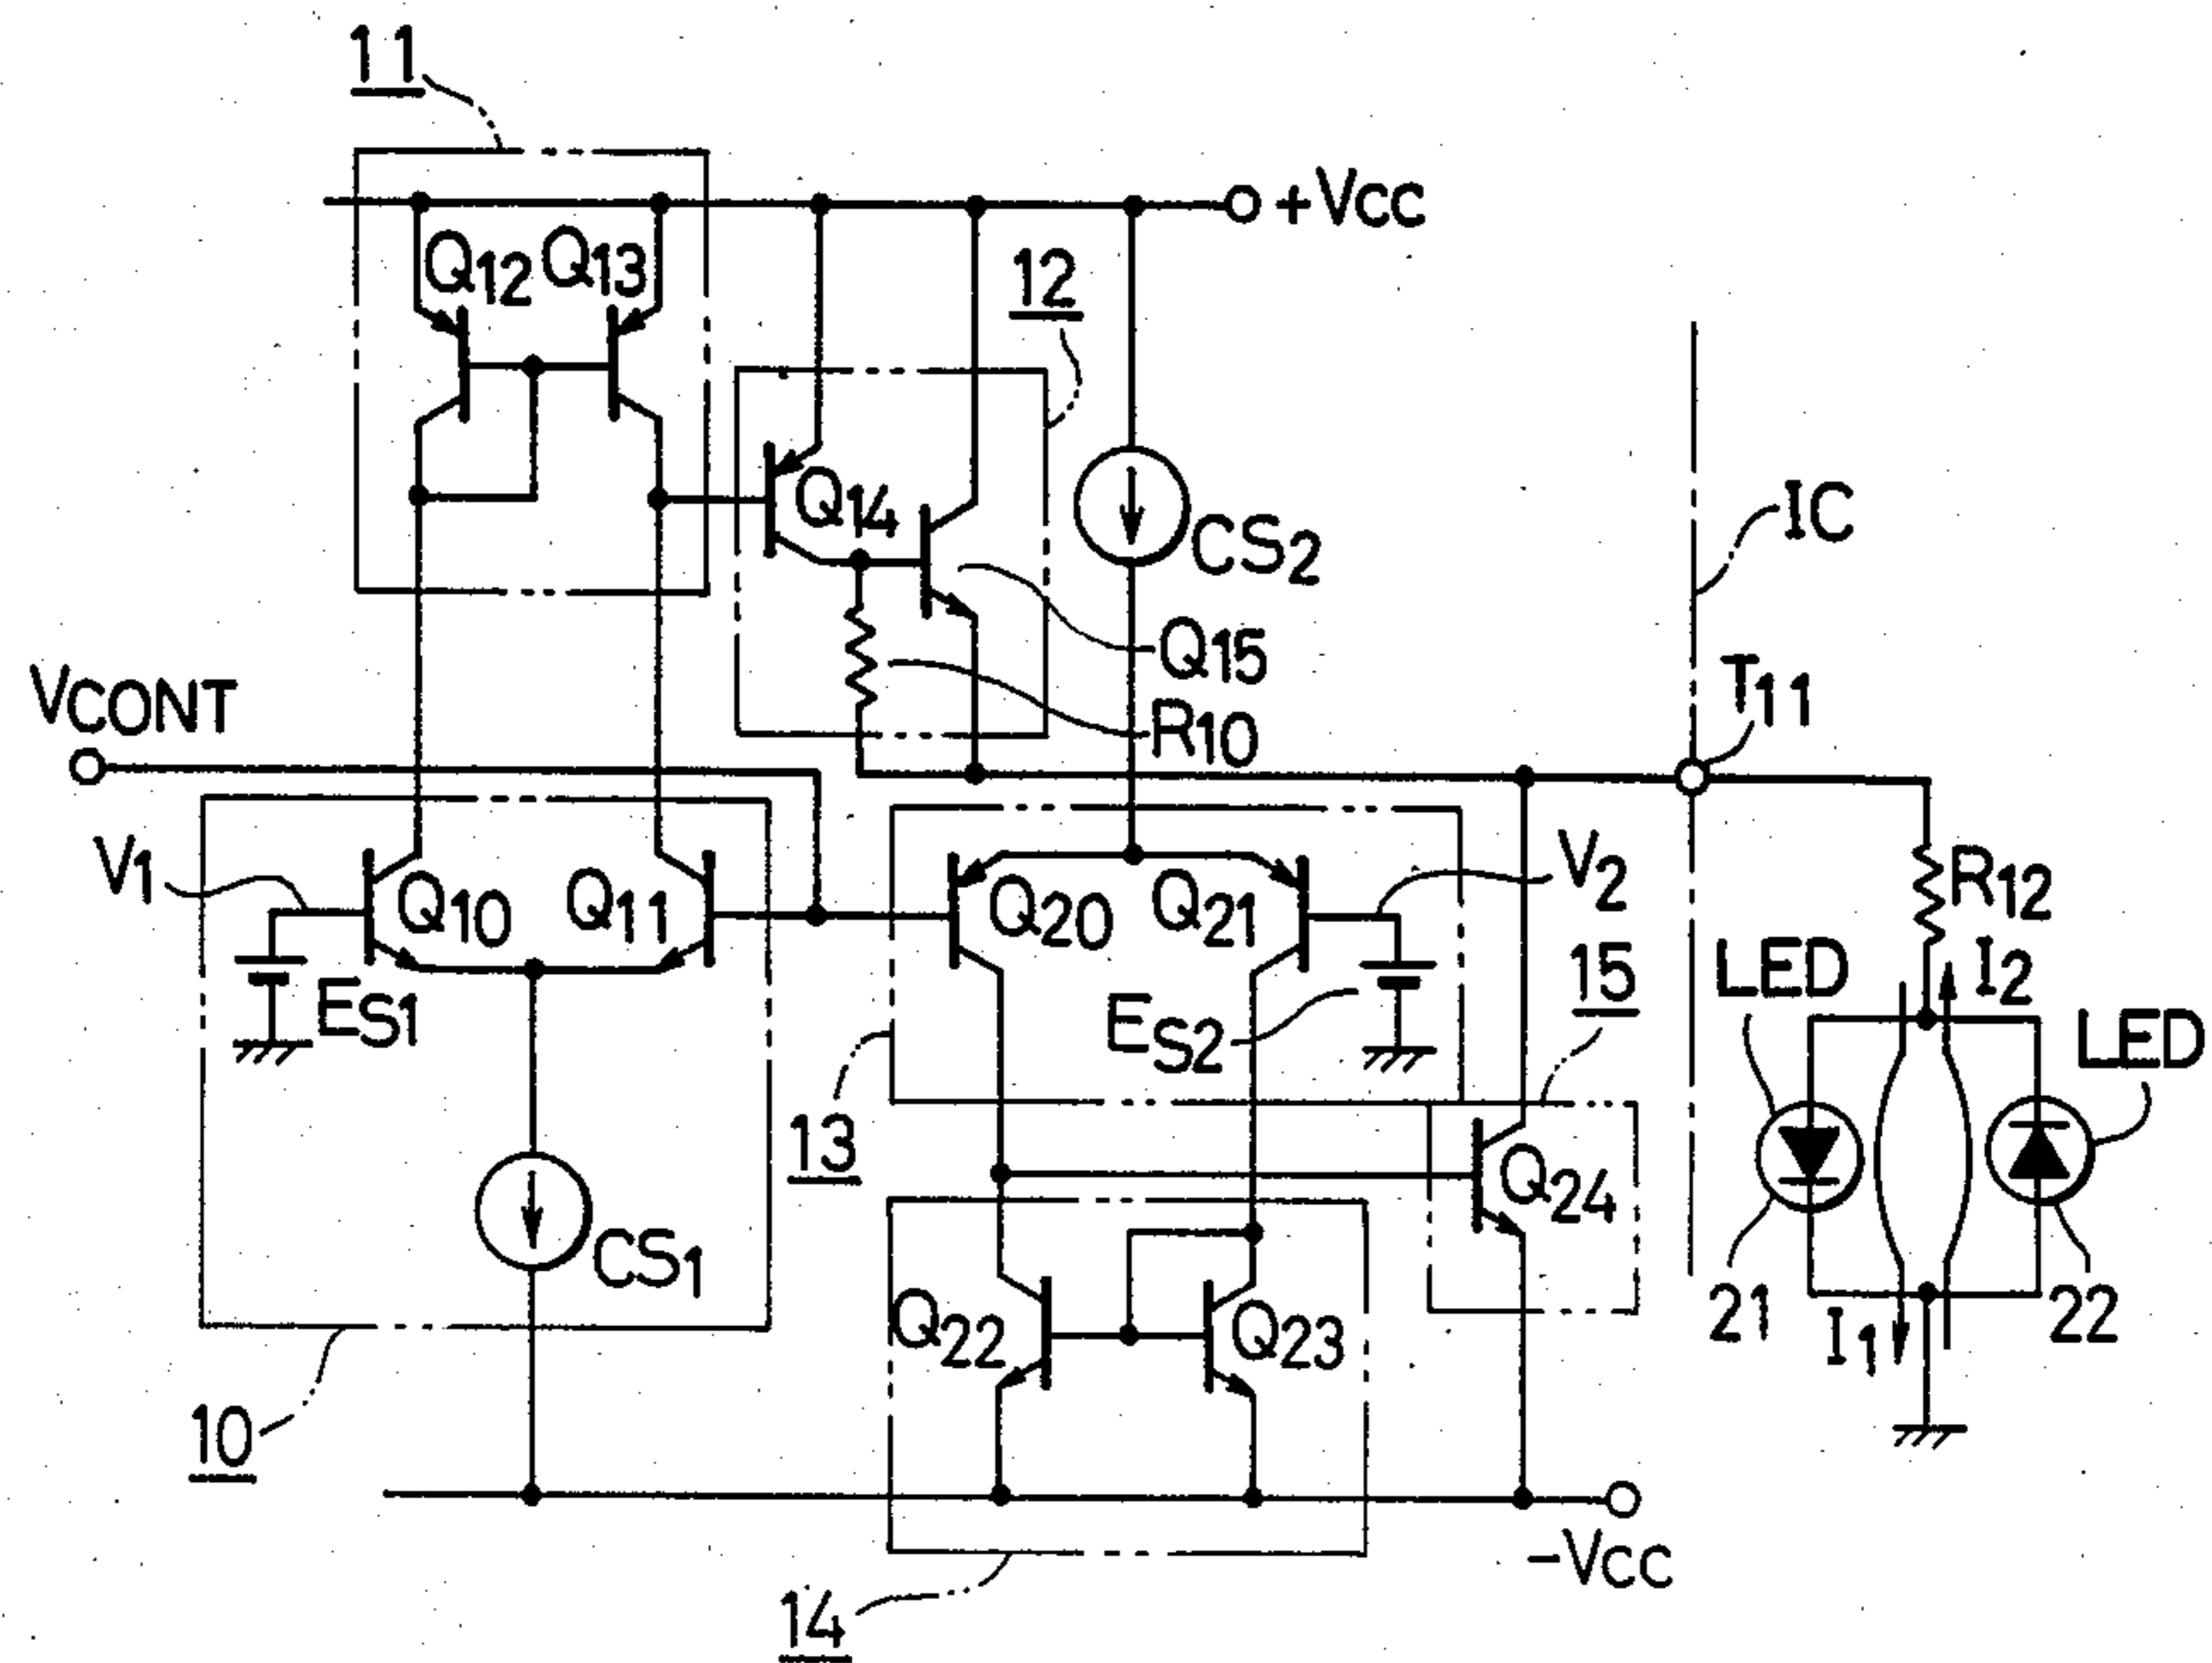 11
+VCC
Q12 Q13
12
Q14
CS2
IC
Q15
T11
VCONT
R10
V1
Q10 Q11
Q20 Q21
V2
R12
15
LED
I2
ES1
ES2
LED
13
Q24
CS1
Q22
Q23
21
I1
22
10
-VCC
14